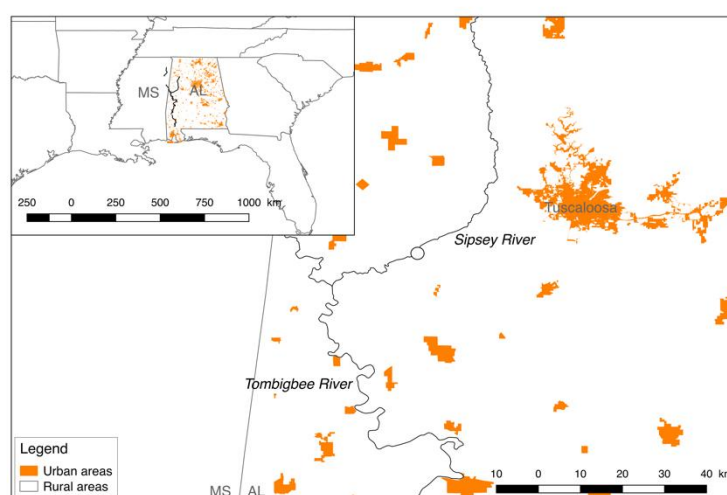 MS
AL
250 0 250 500 750 1000 km
Tuscaloosa
Sipsey River
Tombigbee River
Legend
Urban areas
Rural areas
MS AL
10 0 10 20 30 40 km